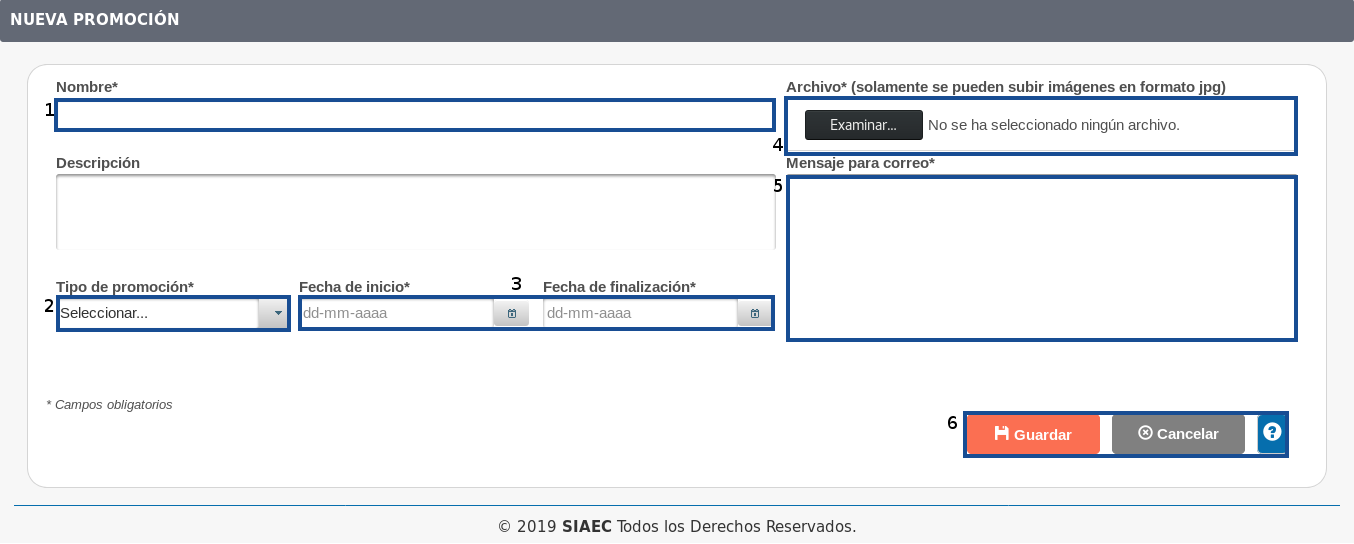 NUEVA PROMOCIÓN
Nombre*
1
Archivo* (solamente se pueden subir imágenes en formato jpg)
Examinar... No se ha seleccionado ningún archivo.
4
Descripción
Mensaje para correo*
5
Tipo de promoción*
2
Seleccionar...
Fecha de inicio*
3
Fecha de finalización*
dd-mm-aaaa
dd-mm-aaaa
* Campos obligatorios
6
Guardar
Cancelar
?
© 2019 SIAEC Todos los Derechos Reservados.